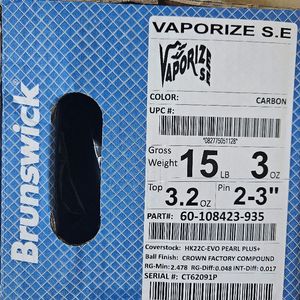 Brunswick
VAPORIZE S.E
VAPORIZE
SE
COLOR:
CARBON
UPC #:
*082775051128*
Gross
Weight 15 LB 3 OZ
Top 3.2 OZ Pin 2-3"
PART#: 60-108423-935
Coverstock: HK22C-EVO PEARL PLUS+
Ball Finish: CROWN FACTORY COMPOUND
RG-Min: 2.478 RG-Diff:0.048 INT-Diff: 0.017
SERIAL #: CT62091P